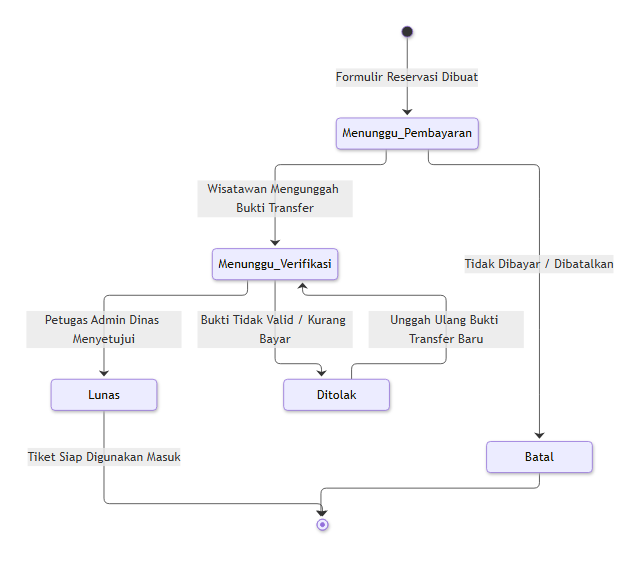 Formulir Reservasi Dibuat
Menunggu_Pembayaran
Wisatawan Mengunggah
Bukti Transfer
Menunggu_Verifikasi
Tidak Dibayar / Dibatalkan
Petugas Admin Dinas
Menyetujui
Bukti Tidak Valid / Kurang
Bayar
Unggah Ulang Bukti
Transfer Baru
Lunas
Ditolak
Tiket Siap Digunakan Masuk
Batal